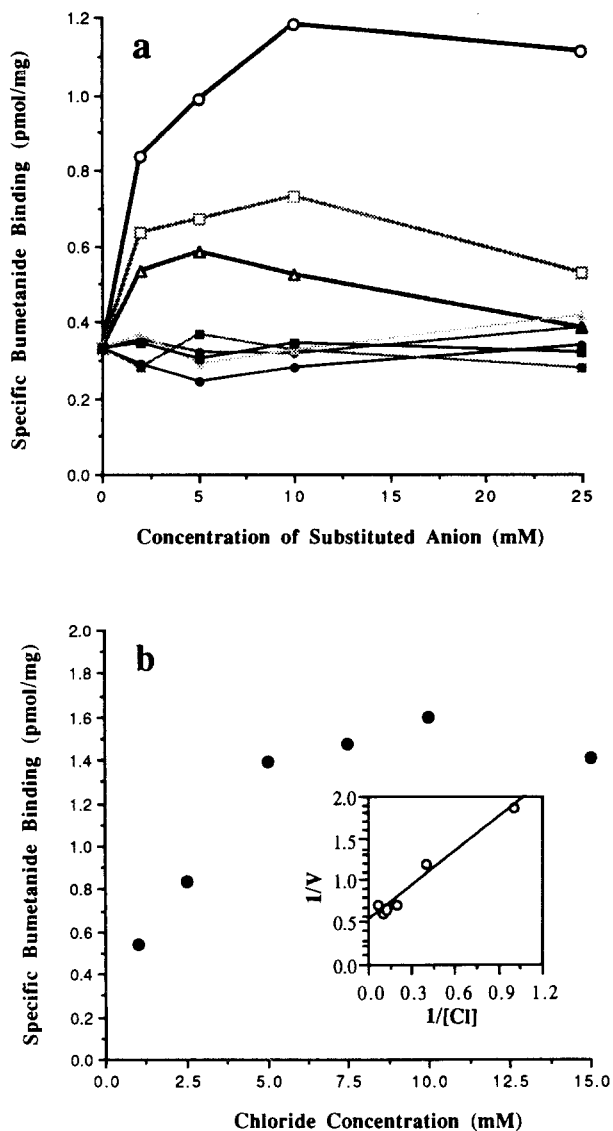 a
Specific Bumetanide Binding (pmol/mg)
1.2
1.0
0.8
0.6
0.4
0.2
0.0
0 5 10 15 20 25
Concentration of Substituted Anion (mM)
b
Specific Bumetanide Binding (pmol/mg)
2.0
1.8
1.6
1.4
1.2
1.0
0.8
0.6
0.4
0.2
0.0
1/V
2.0
1.5
1.0
0.5
0.0
0.0 0.3 0.6 0.9 1.2
1/[Cl]
0.0 2.5 5.0 7.5 10.0 12.5 15.0
Chloride Concentration (mM)